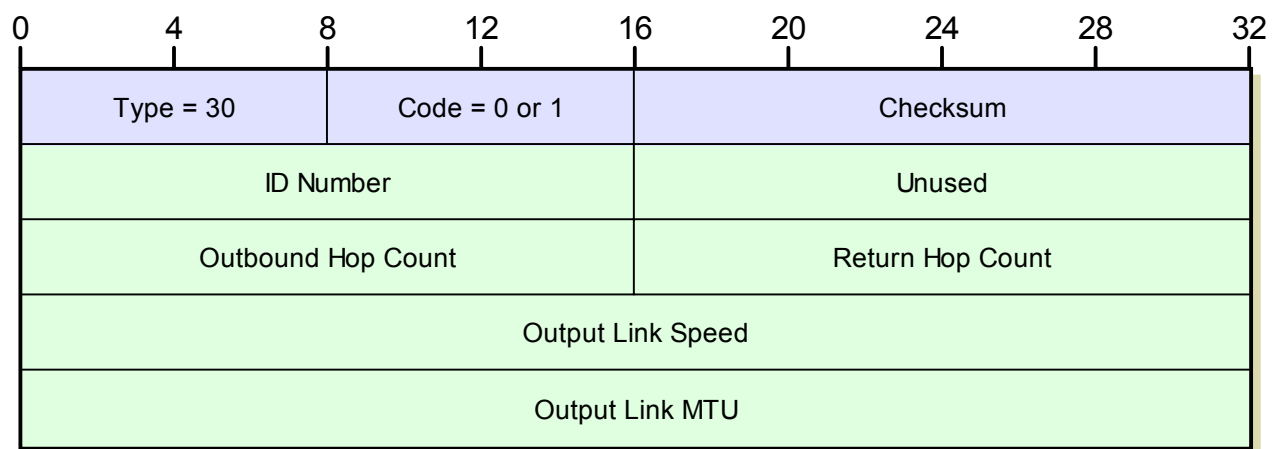 0 4 8 12 16 20 24 28 32
Type = 30 Code = 0 or 1 Checksum
ID Number Unused
Outbound Hop Count Return Hop Count
Output Link Speed
Output Link MTU